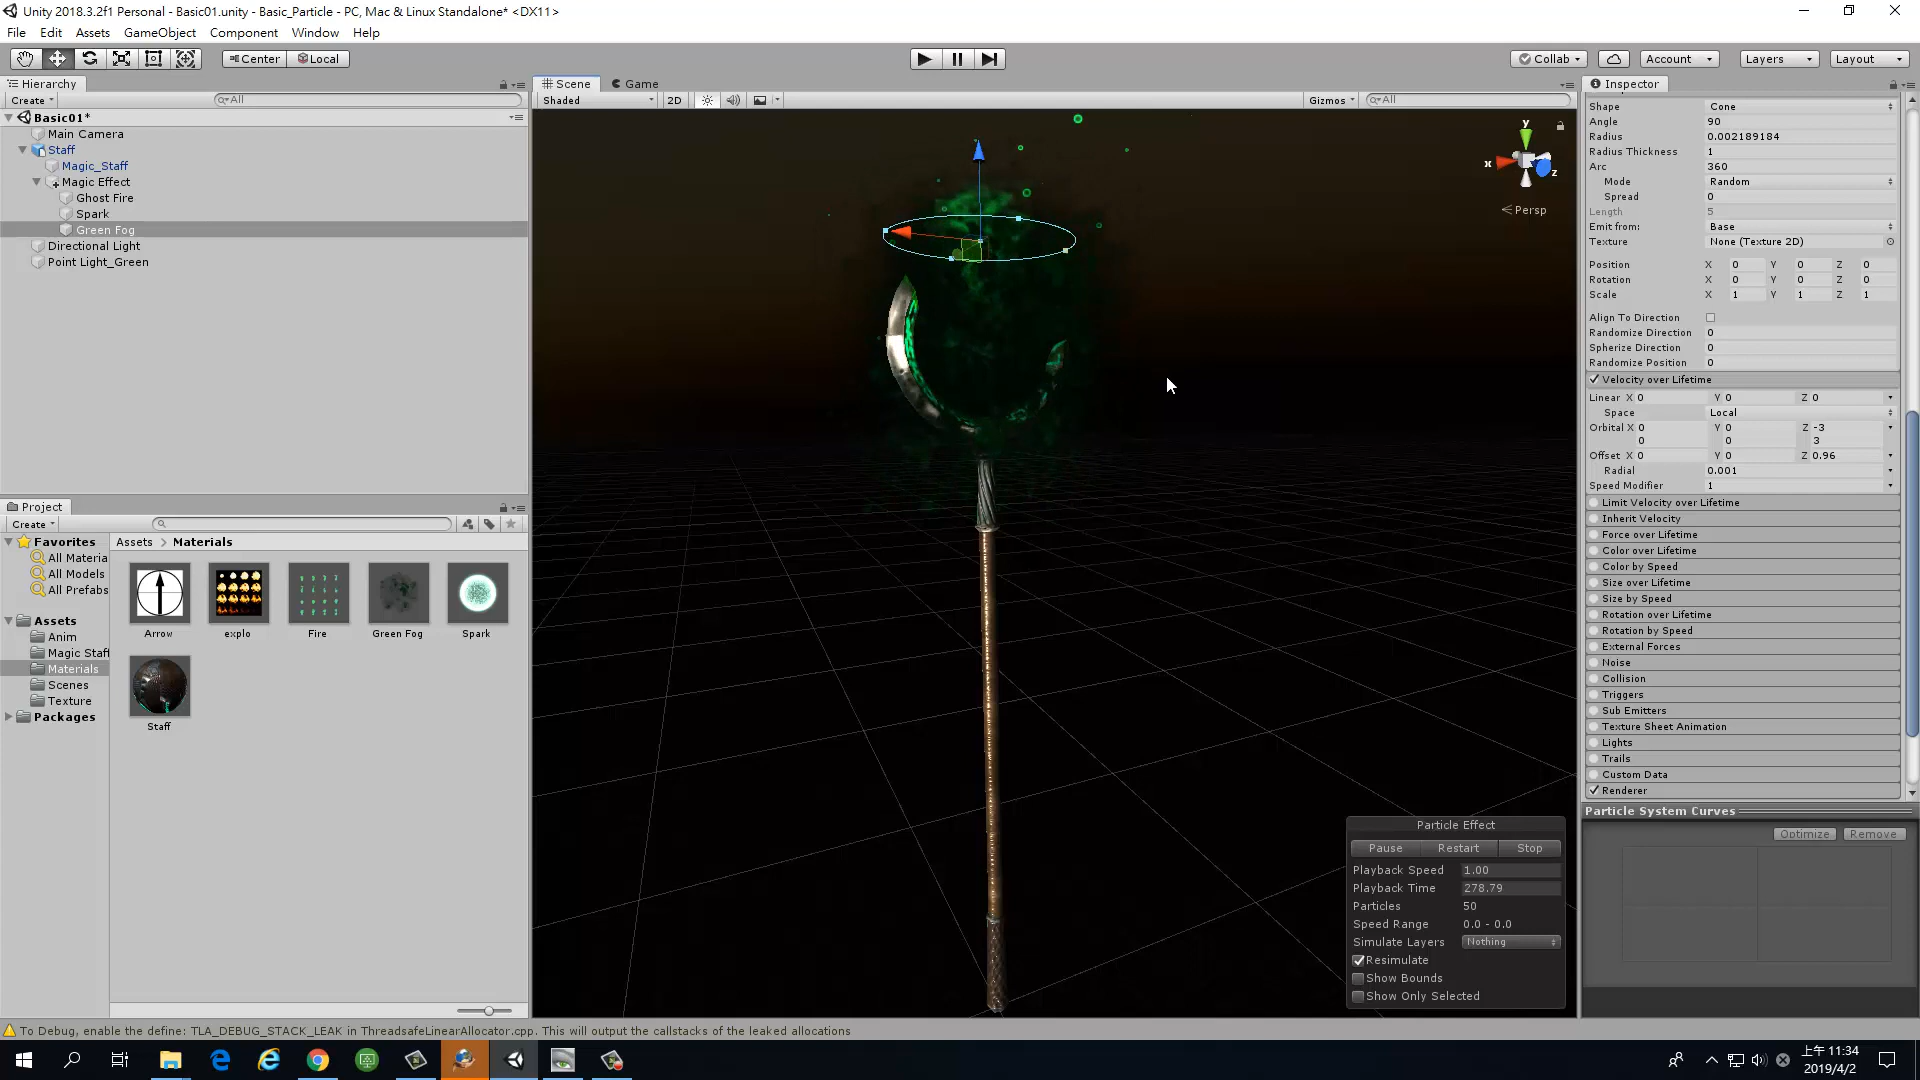 Unity 2018.3.2f1 Personal - Basic01.unity - Basic_Particle - PC, Mac & Linux Standalone* <DX11>
File Edit Assets GameObject Component Window Help
Center Local
Collab Account Layers Layout
Hierarchy
Create All
Basic01*
Main Camera
Staff
Magic_Staff
Magic Effect
Ghost Fire
Spark
Green Fog
Directional Light
Point Light_Green
Project
Create
Favorites
All Materia
All Models
All Prefabs
Assets
Anim
Magic Staff
Materials
Scenes
Texture
Packages
Assets > Materials
Arrow explo Fire Green Fog Spark
Staff
Scene Game
Shaded 2D Gizmos All
y
x
z
Persp
Particle Effect
Pause Restart Stop
Playback Speed 1.00
Playback Time 278.79
Particles 50
Speed Range 0.0 - 0.0
Simulate Layers Nothing
Resimulate
Show Bounds
Show Only Selected
Inspector
Shape Cone
Angle 90
Radius 0.002189184
Radius Thickness 1
Arc 360
Mode Random
Spread 0
Length 5
Emit from: Base
Texture None (Texture 2D)
Position X 0 Y 0 Z 0
Rotation X 0 Y 0 Z 0
Scale X 1 Y 1 Z 1
Align To Direction
Randomize Direction 0
Spherize Direction 0
Randomize Position 0
Velocity over Lifetime
Linear X 0 Y 0 Z 0
Space Local
Orbital X 0 Y 0 Z -3
0 0 3
Offset X 0 Y 0 Z 0.96
Radial 0.001
Speed Modifier 1
Limit Velocity over Lifetime
Inherit Velocity
Force over Lifetime
Color over Lifetime
Color by Speed
Size over Lifetime
Size by Speed
Rotation over Lifetime
Rotation by Speed
External Forces
Noise
Collision
Triggers
Sub Emitters
Texture Sheet Animation
Lights
Trails
Custom Data
Renderer
Particle System Curves
Optimize Remove
To Debug, enable the define: TLA_DEBUG_STACK_LEAK in ThreadsafeLinearAllocator.cpp. This will output the callstacks of the leaked allocations
上午 11:34
2019/4/2